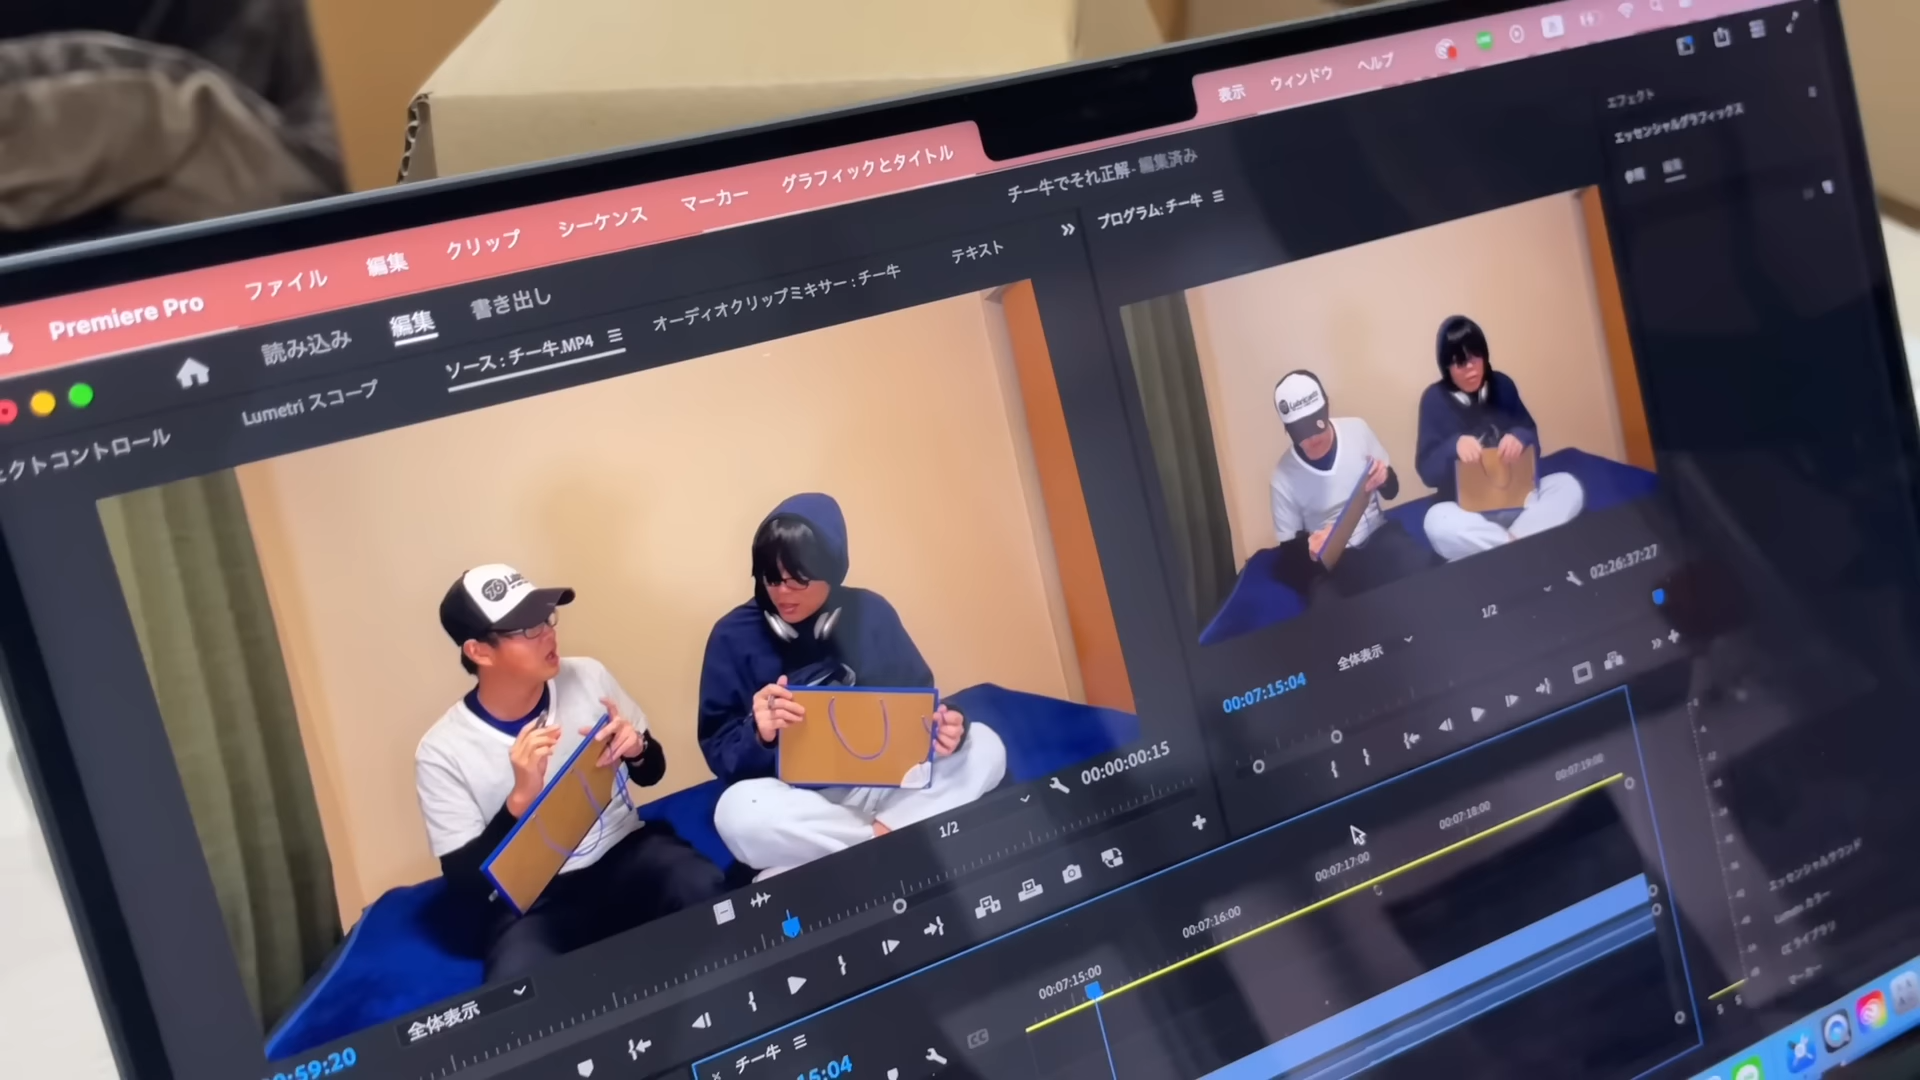 Premiere Pro ファイル 編集 クリップ シーケンス マーカー グラフィックとタイトル 表示 ウィンドウ ヘルプ
読み込み 編集 書き出し
チー牛でそれ正解 - 編集済み
クトコントロール Lumetri スコープ ソース : チー牛.MP4 オーディオクリップミキサー : チー牛 テキスト
プログラム: チー牛
エフェクト
エッセンシャルグラフィックス
編集
76
:59:20 全体表示 1/2 00:00:00:15
00:07:15:04 全体表示 1/2 02:26:37:27
チー牛
15:04
00:07:15:00 00:07:16:00 00:07:17:00 00:07:18:00 00:07:19:00
エッセンシャルサウンド
Lumetri カラー
CC ライブラリ
マーカー
S S